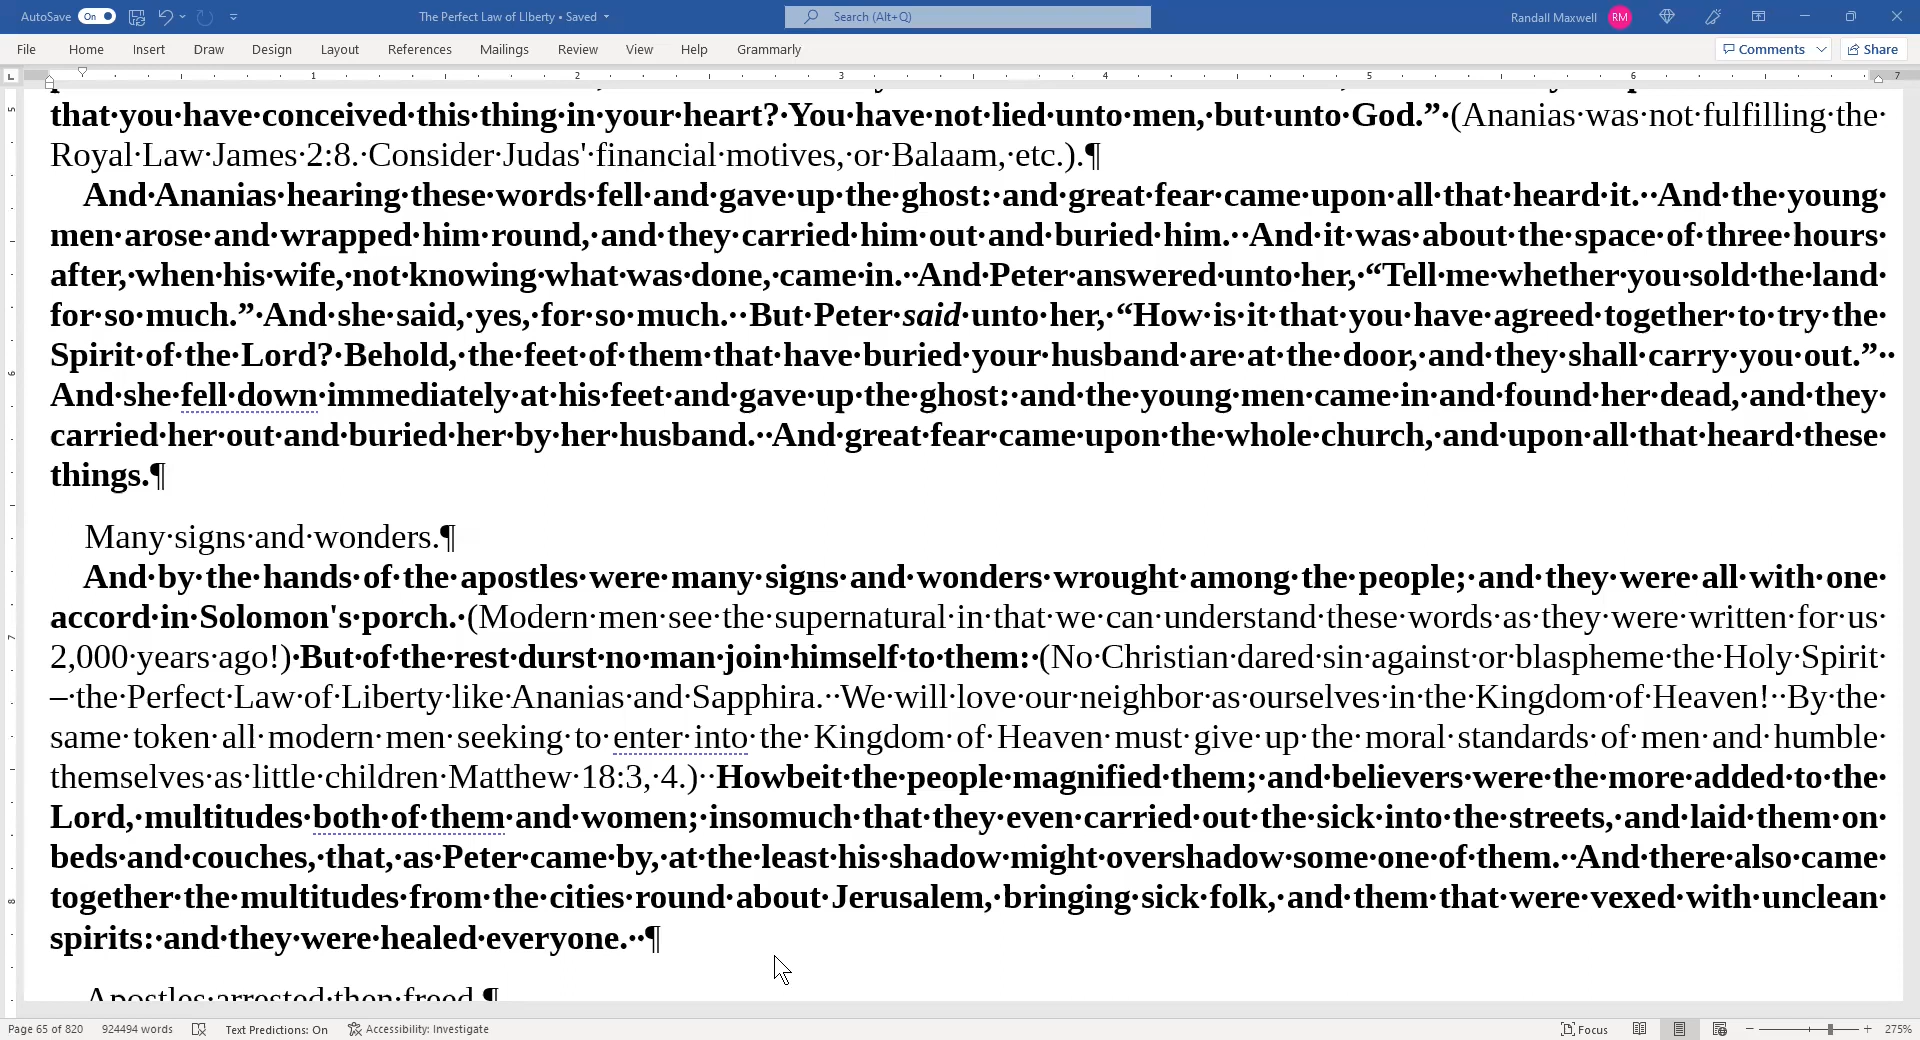 AutoSave On The Perfect Law of LIberty • Saved Search (Alt+Q) Randall Maxwell RM
File Home Insert Draw Design Layout References Mailings Review View Help Grammarly Comments Share
1 2 3 4 5 6 7
that·you·have·conceived·this·thing·in·your·heart?·You·have·not·lied·unto·men,·but·unto·God.”·(Ananias·was·not·fulfilling·the·
Royal·Law·James·2:8.·Consider·Judas'·financial·motives,·or·Balaam,·etc.).¶
And·Ananias·hearing·these·words·fell·and·gave·up·the·ghost:·and·great·fear·came·upon·all·that·heard·it.··And·the·young·
men·arose·and·wrapped·him·round,·and·they·carried·him·out·and·buried·him.··And·it·was·about·the·space·of·three·hours·
after,·when·his·wife,·not·knowing·what·was·done,·came·in.··And·Peter·answered·unto·her,·“Tell·me·whether·you·sold·the·land·
for·so·much.”·And·she·said,·yes,·for·so·much.··But·Peter·said·unto·her,·“How·is·it·that·you·have·agreed·together·to·try·the·
Spirit·of·the·Lord?·Behold,·the·feet·of·them·that·have·buried·your·husband·are·at·the·door,·and·they·shall·carry·you·out.”··
And·she·fell·down·immediately·at·his·feet·and·gave·up·the·ghost:·and·the·young·men·came·in·and·found·her·dead,·and·they·
carried·her·out·and·buried·her·by·her·husband.··And·great·fear·came·upon·the·whole·church,·and·upon·all·that·heard·these·
things.¶
Many·signs·and·wonders.¶
And·by·the·hands·of·the·apostles·were·many·signs·and·wonders·wrought·among·the·people;·and·they·were·all·with·one·
accord·in·Solomon's·porch.·(Modern·men·see·the·supernatural·in·that·we·can·understand·these·words·as·they·were·written·for·us·
2,000·years·ago!)·But·of·the·rest·durst·no·man·join·himself·to·them:·(No·Christian·dared·sin·against·or·blaspheme·the·Holy·Spirit·
–·the·Perfect·Law·of·Liberty·like·Ananias·and·Sapphira.··We·will·love·our·neighbor·as·ourselves·in·the·Kingdom·of·Heaven!··By·the·
same·token·all·modern·men·seeking·to·enter·into·the·Kingdom·of·Heaven·must·give·up·the·moral·standards·of·men·and·humble·
themselves·as·little·children·Matthew·18:3,·4.)··Howbeit·the·people·magnified·them;·and·believers·were·the·more·added·to·the·
Lord,·multitudes·both·of·them·and·women;·insomuch·that·they·even·carried·out·the·sick·into·the·streets,·and·laid·them·on·
beds·and·couches,·that,·as·Peter·came·by,·at·the·least·his·shadow·might·overshadow·some·one·of·them.··And·there·also·came·
together·the·multitudes·from·the·cities·round·about·Jerusalem,·bringing·sick·folk,·and·them·that·were·vexed·with·unclean·
spirits:·and·they·were·healed·everyone.··¶
Apostles·arrested·then·freed.¶
Page 65 of 820 924494 words Text Predictions: On Accessibility: Investigate Focus 275%